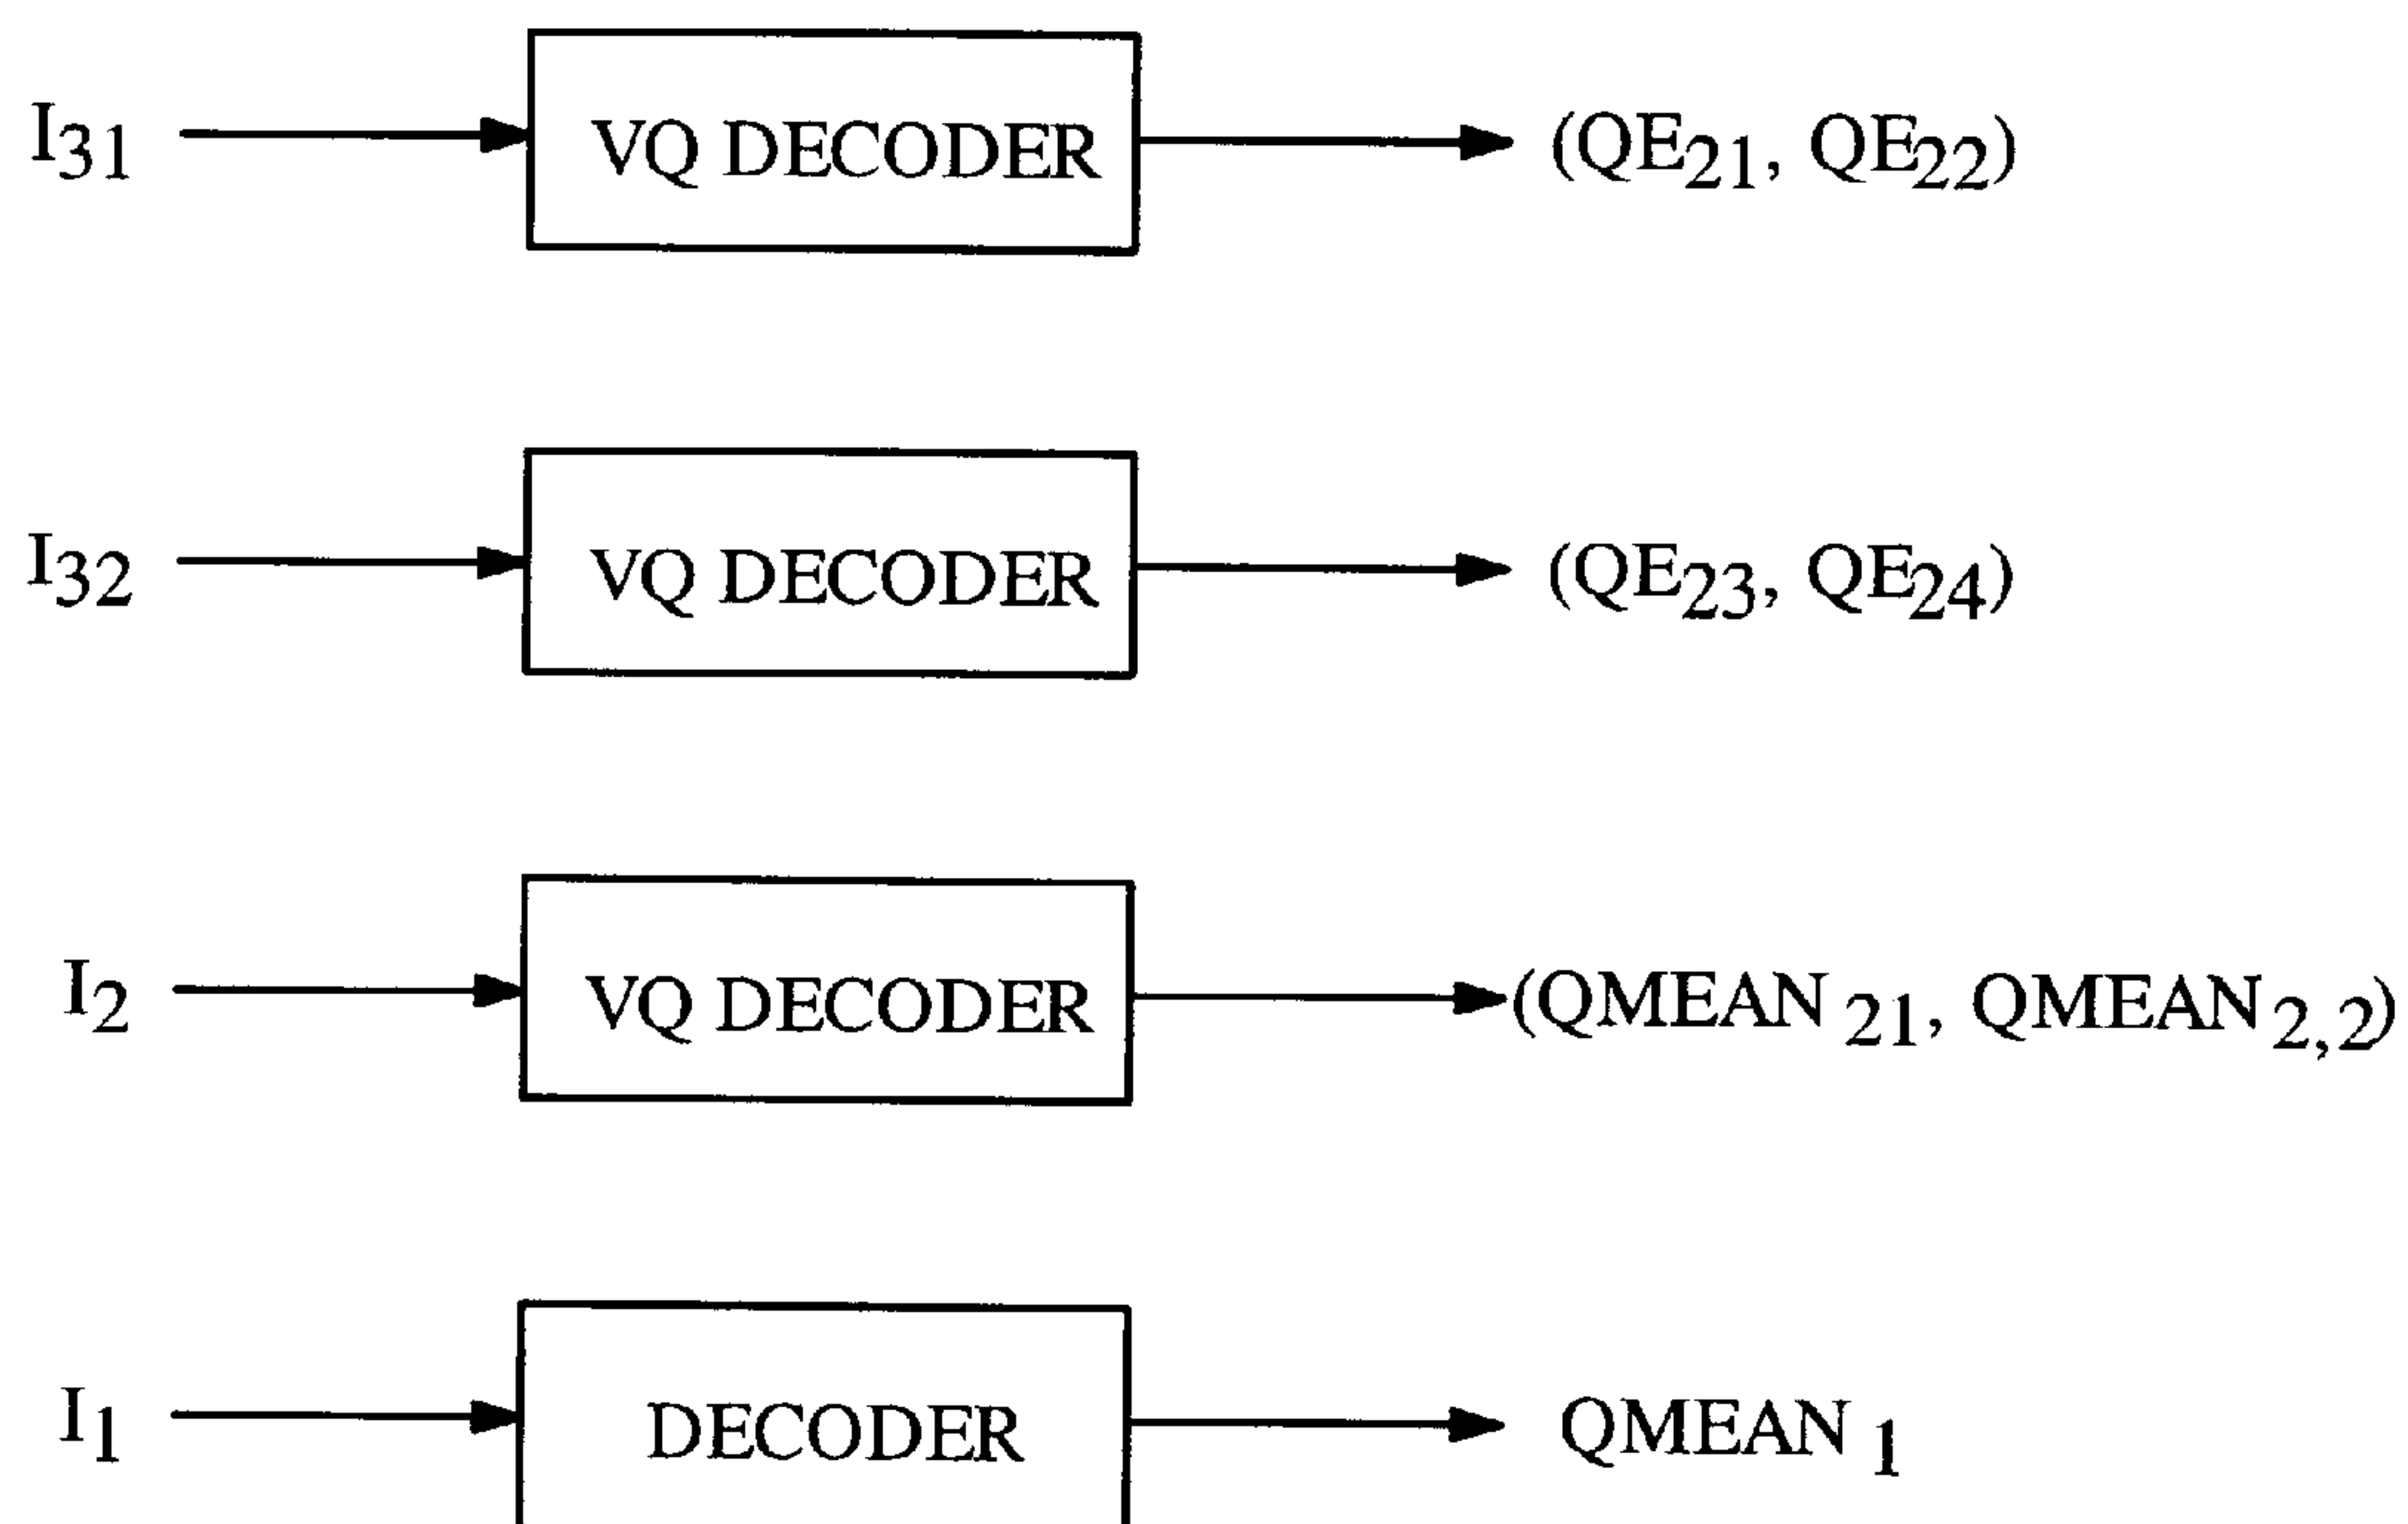 I31 VQ DECODER (QE21, QE22)
I32 VQ DECODER (QE23, QE24)
I2 VQ DECODER (QMEAN 21, QMEAN 2,2)
I1 DECODER QMEAN 1